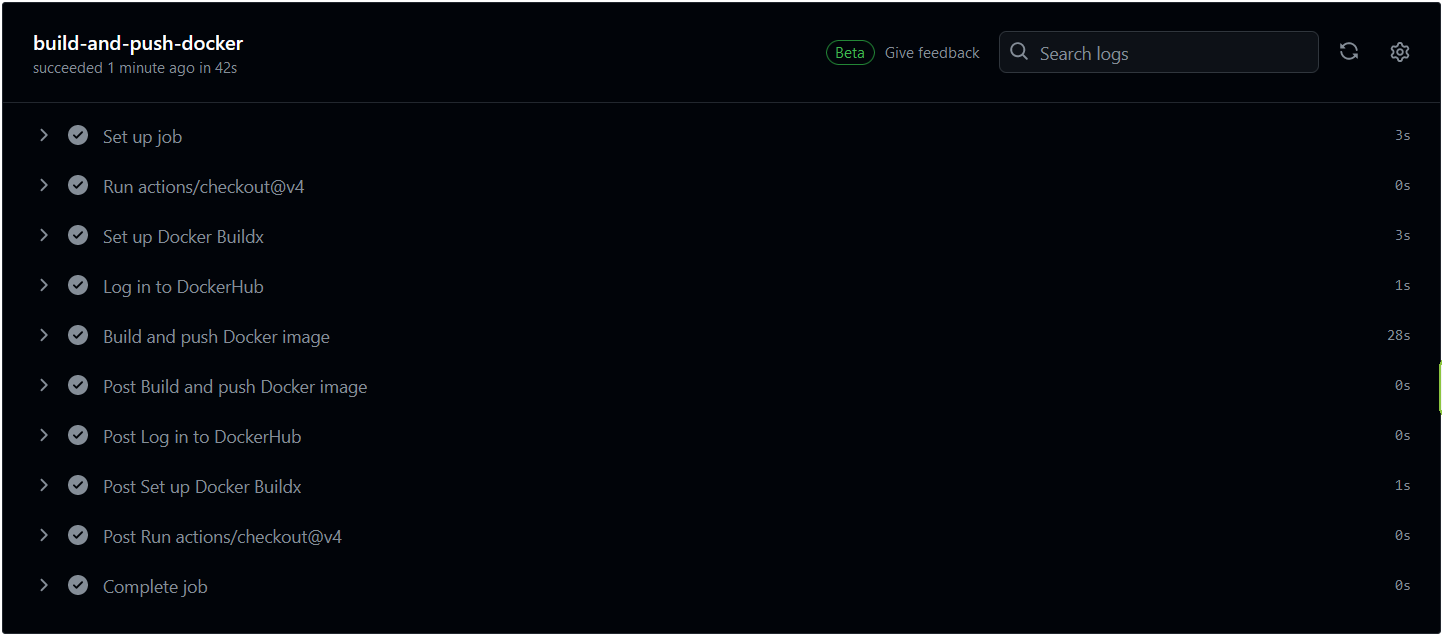 build-and-push-docker
succeeded 1 minute ago in 42s
Beta Give feedback Search logs
Set up job 3s
Run actions/checkout@v4 0s
Set up Docker Buildx 3s
Log in to DockerHub 1s
Build and push Docker image 28s
Post Build and push Docker image 0s
Post Log in to DockerHub 0s
Post Set up Docker Buildx 1s
Post Run actions/checkout@v4 0s
Complete job 0s